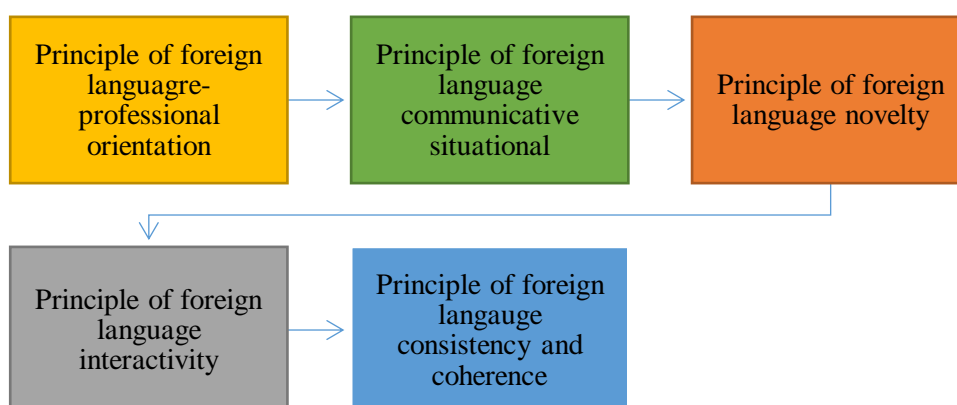 Principle of foreign
languagre-
professional
orientation
Principle of foreign
language
communicative
situational
Principle of foreign
language novelty
Principle of foreign
language
interactivity
Principle of foreign
langauge
consistency and
coherence